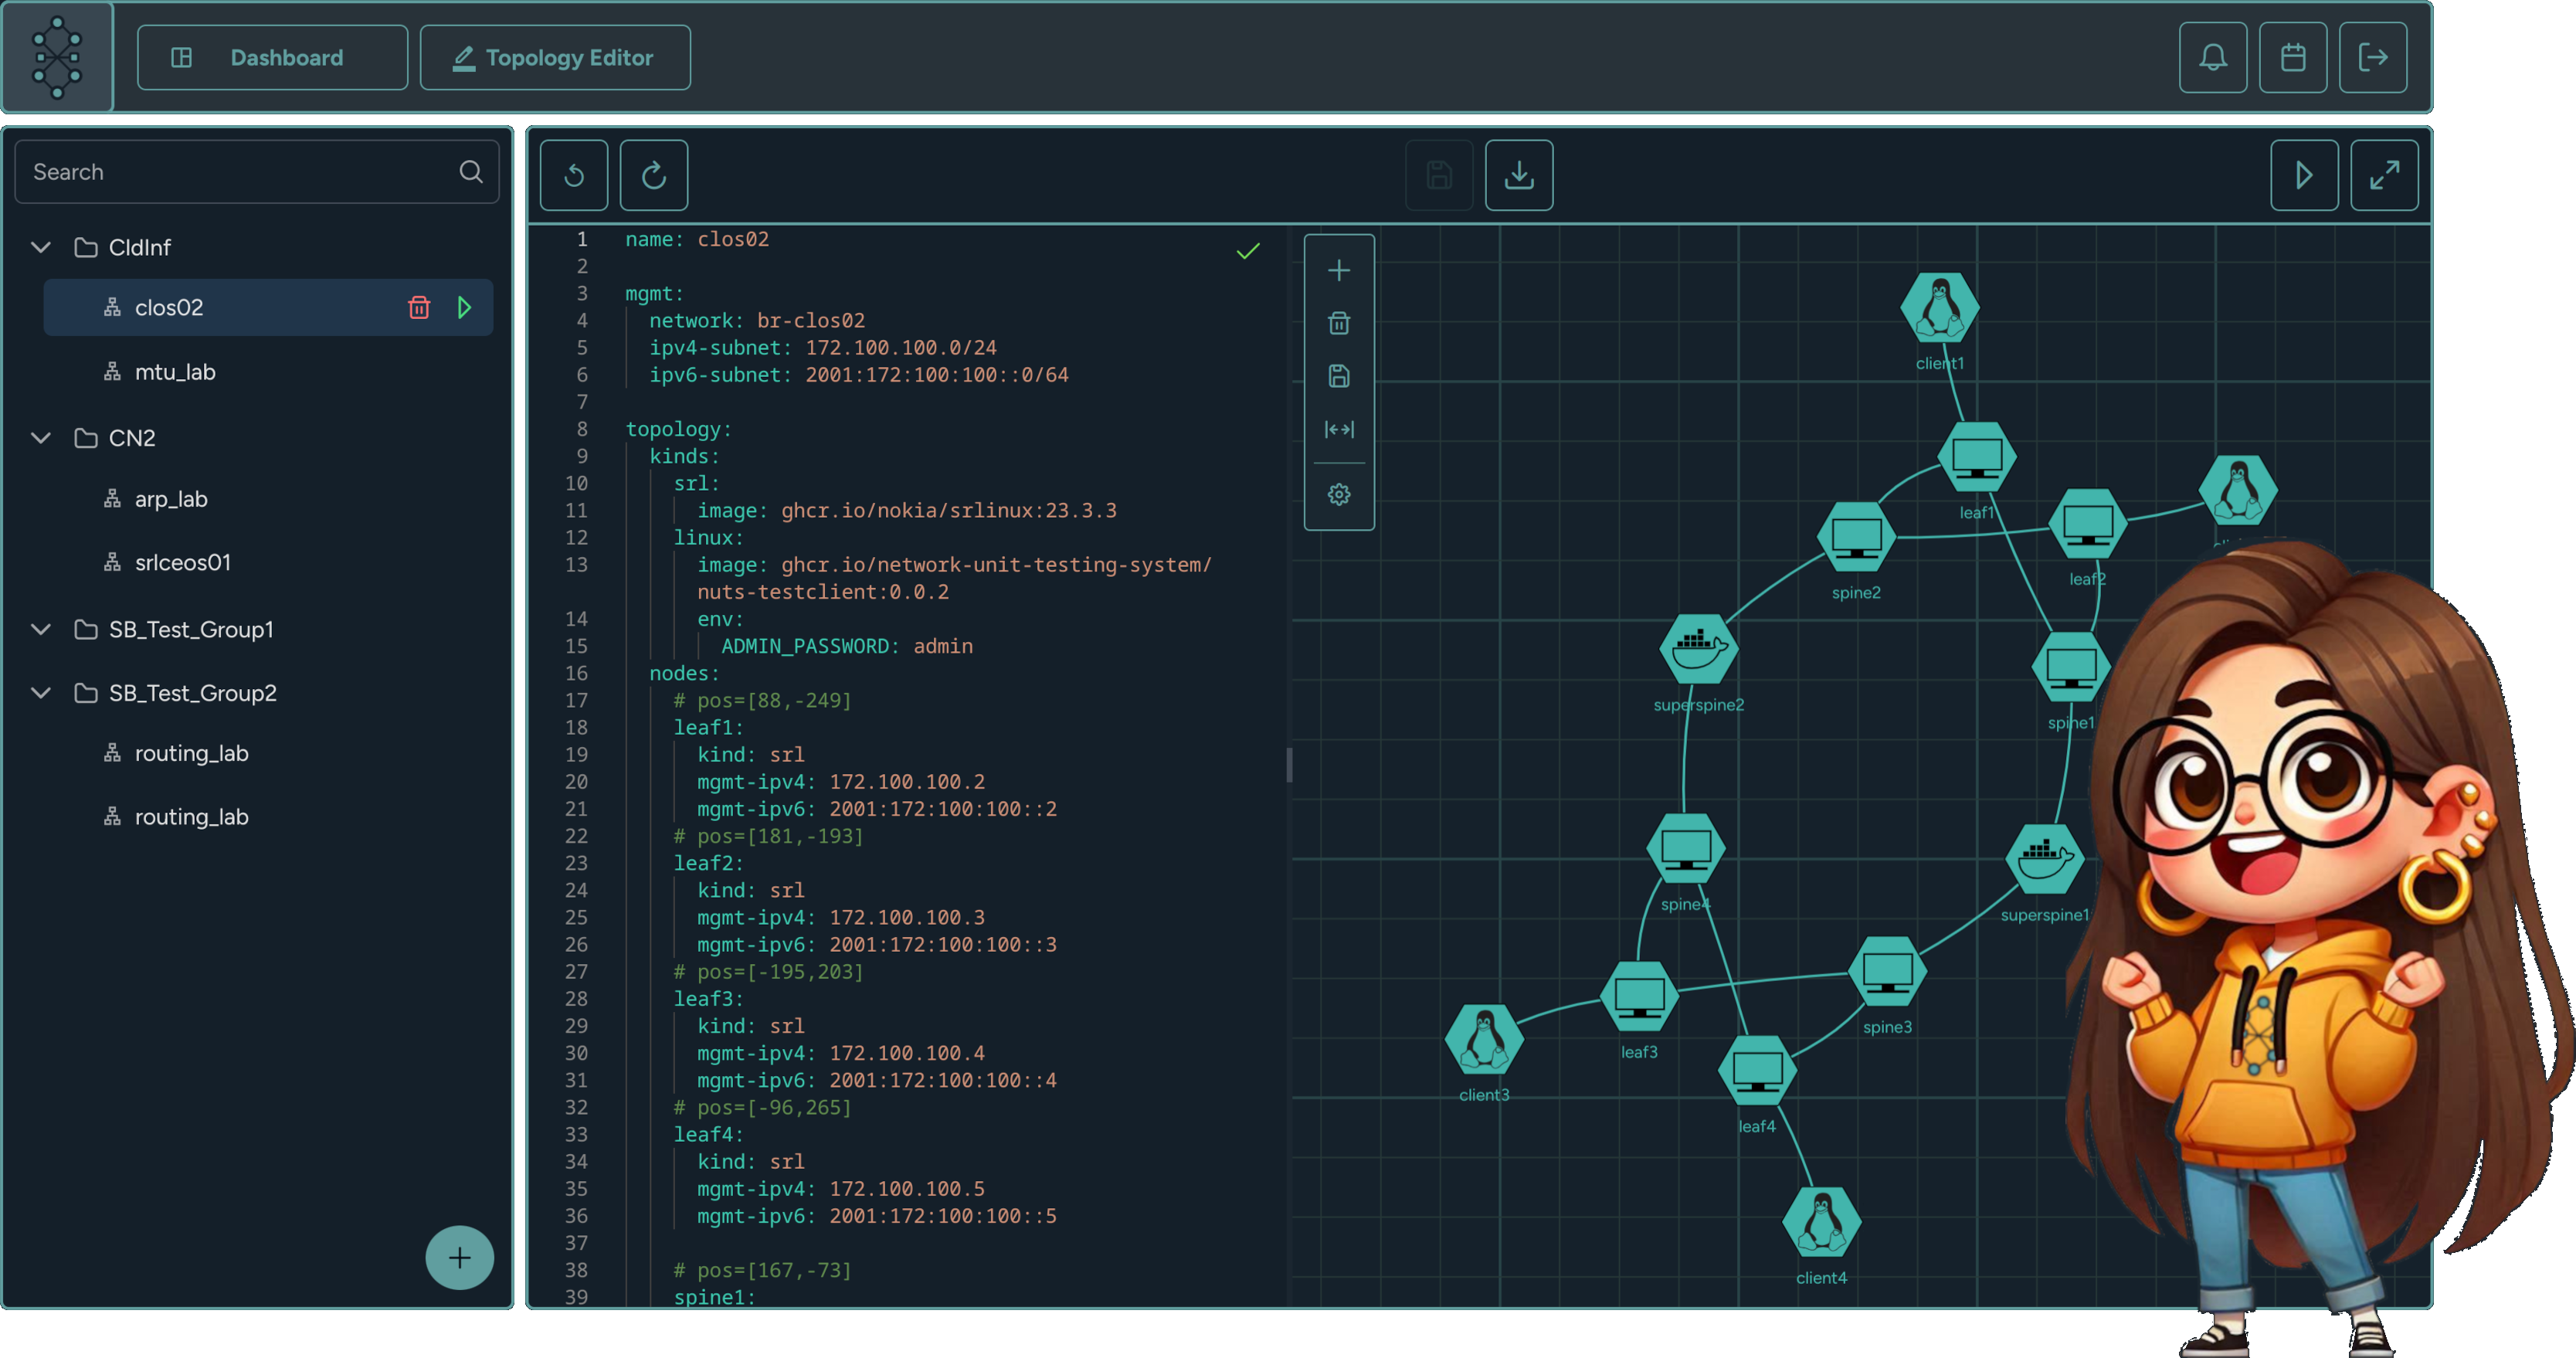 Dashboard
Topology Editor
Search
CldInf
clos02
mtu_lab
CN2
arp_lab
srlceos01
SB_Test_Group1
SB_Test_Group2
routing_lab
routing_lab
1 name: clos02
2
3 mgmt:
4 network: br-clos02
5 ipv4-subnet: 172.100.100.0/24
6 ipv6-subnet: 2001:172:100:100::0/64
7
8 topology:
9 kinds:
10 srl:
11 image: ghcr.io/nokia/srlinux:23.3.3
12 linux:
13 image: ghcr.io/network-unit-testing-system/
nuts-testclient:0.0.2
14 env:
15 ADMIN_PASSWORD: admin
16 nodes:
17 # pos=[88,-249]
18 leaf1:
19 kind: srl
20 mgmt-ipv4: 172.100.100.2
21 mgmt-ipv6: 2001:172:100:100::2
22 # pos=[181,-193]
23 leaf2:
24 kind: srl
25 mgmt-ipv4: 172.100.100.3
26 mgmt-ipv6: 2001:172:100:100::3
27 # pos=[-195,203]
28 leaf3:
29 kind: srl
30 mgmt-ipv4: 172.100.100.4
31 mgmt-ipv6: 2001:172:100:100::4
32 # pos=[-96,265]
33 leaf4:
34 kind: srl
35 mgmt-ipv4: 172.100.100.5
36 mgmt-ipv6: 2001:172:100:100::5
37
38 # pos=[167,-73]
39 spine1:
client1
leaf1
leaf2
spine2
superspine2
spine1
spine4
superspine1
spine3
leaf3
client3
leaf4
client4